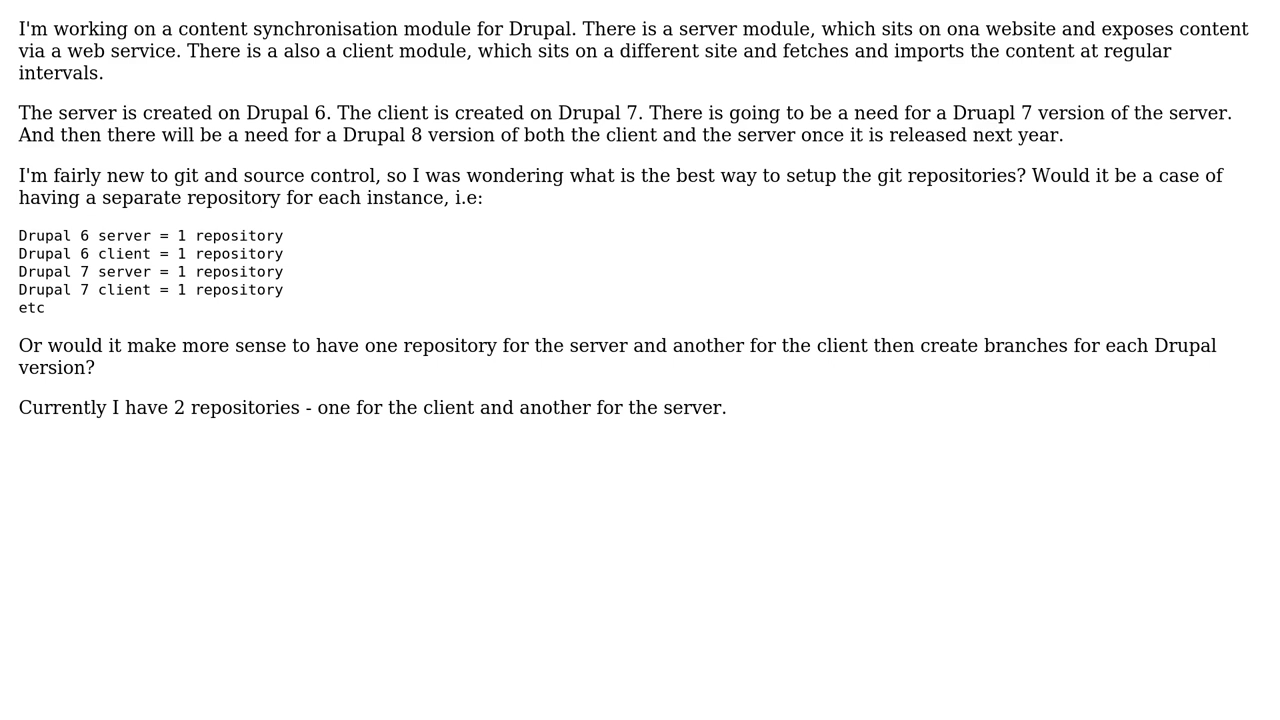 I'm working on a content synchronisation module for Drupal. There is a server module, which sits on ona website and exposes content
via a web service. There is a also a client module, which sits on a different site and fetches and imports the content at regular
intervals.
The server is created on Drupal 6. The client is created on Drupal 7. There is going to be a need for a Druapl 7 version of the server.
And then there will be a need for a Drupal 8 version of both the client and the server once it is released next year.
I'm fairly new to git and source control, so I was wondering what is the best way to setup the git repositories? Would it be a case of
having a separate repository for each instance, i.e:
Drupal 6 server = 1 repository
Drupal 6 client = 1 repository
Drupal 7 server = 1 repository
Drupal 7 client = 1 repository
etc
Or would it make more sense to have one repository for the server and another for the client then create branches for each Drupal
version?
Currently I have 2 repositories - one for the client and another for the server.